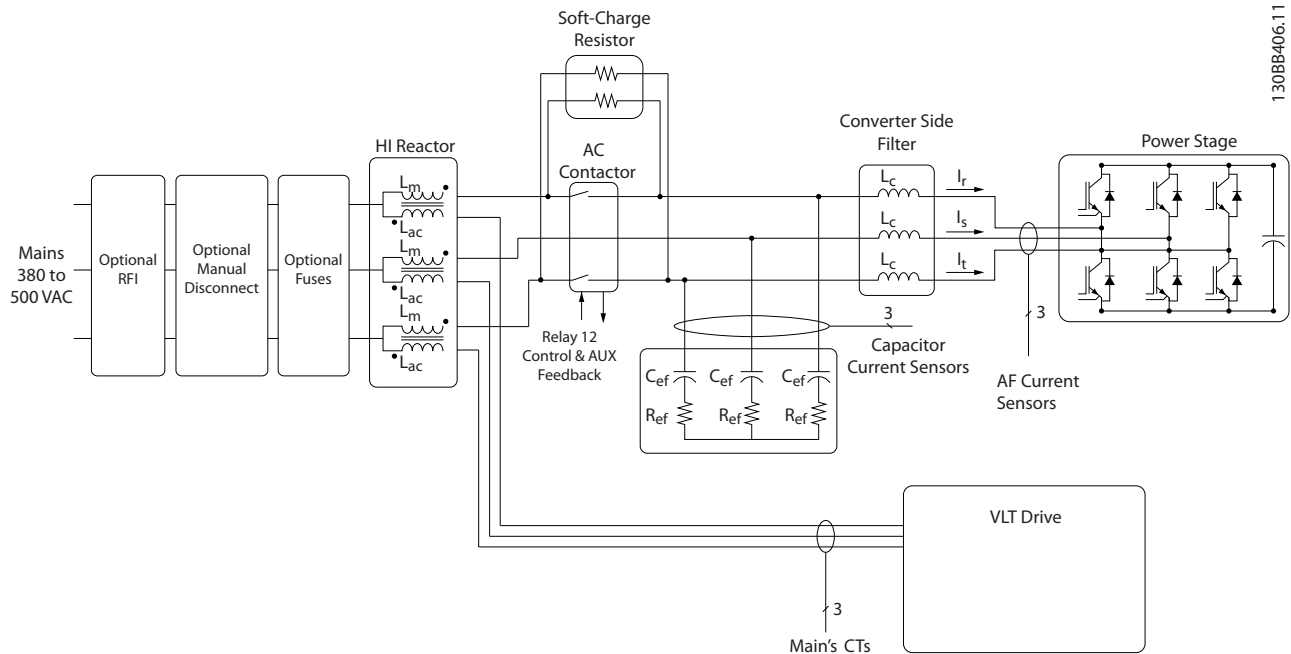 130BB406.11
Soft-Charge
Resistor
HI Reactor
AC
Contactor
Converter Side
Filter
Power Stage
Mains
380 to
500 VAC
Optional
RFI
Optional
Manual
Disconnect
Optional
Fuses
Lm
Lac
Lm
Lac
Lm
Lac
Relay 12
Control & AUX
Feedback
Lc
Lc
Lc
Ir
Is
It
3
Capacitor
Current Sensors
Cef
Cef
Cef
Ref
Ref
Ref
3
AF Current
Sensors
VLT Drive
3
Main's CTs